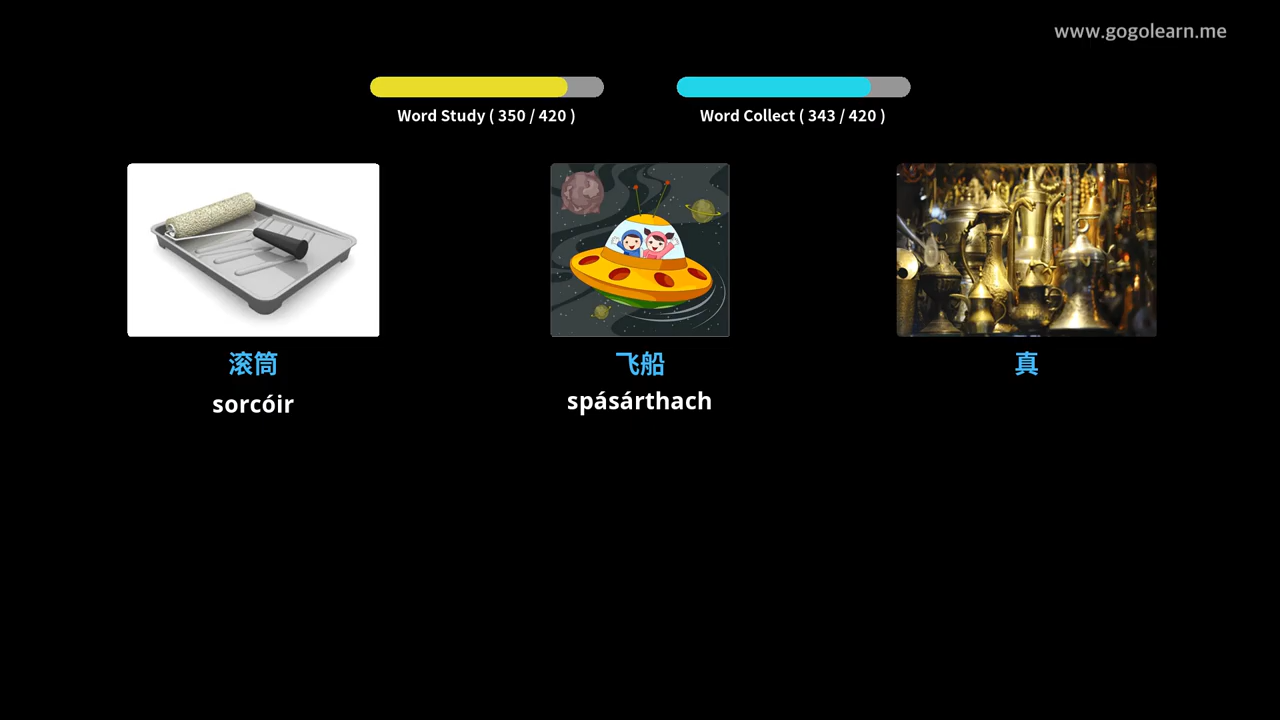 www.gogolearn.me
Word Study ( 350 / 420 )
Word Collect ( 343 / 420 )
滚筒
飞船
真
sorcóir
spásárthach